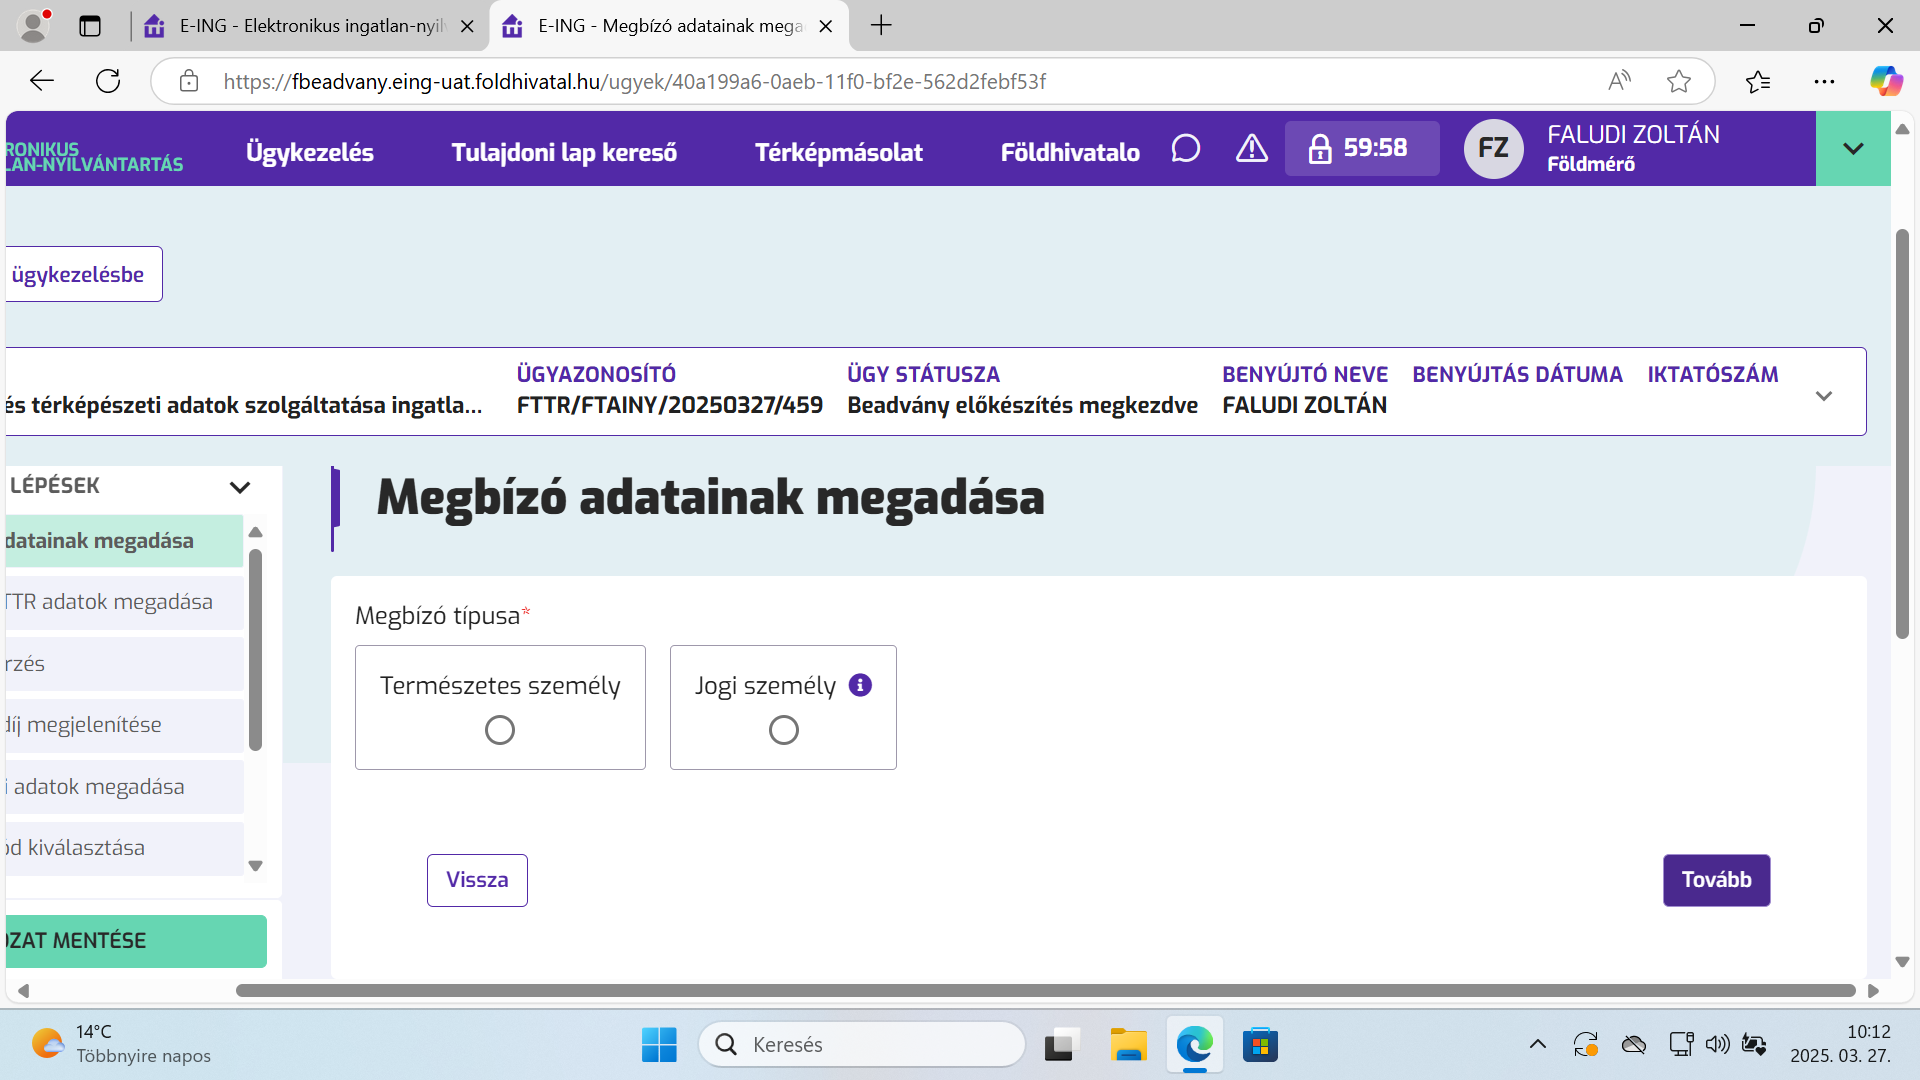 E-ING - Elektronikus ingatlan-nyil
E-ING - Megbízó adatainak mega
https://fbeadvany.eing-uat.foldhivatal.hu/ugyek/40a199a6-0aeb-11f0-bf2e-562d2febf53f
RONIKUS
LAN-NYILVÁNTARTÁS
Ügykezelés
Tulajdoni lap kereső
Térképmásolat
Földhivatalo
59:58
FZ
FALUDI ZOLTÁN
Földmérő
ügykezelésbe
ÜGYAZONOSÍTÓ
ÜGY STÁTUSZA
BENYÚJTÓ NEVE
BENYÚJTÁS DÁTUMA
IKTATÓSZÁM
és térképészeti adatok szolgáltatása ingatla...
FTTR/FTAINY/20250327/459
Beadvány előkészítés megkezdve
FALUDI ZOLTÁN
LÉPÉSEK
datainak megadása
TTR adatok megadása
rzés
díj megjelenítése
i adatok megadása
ód kiválasztása
OZAT MENTÉSE
Megbízó adatainak megadása
Megbízó típusa*
Természetes személy
Jogi személy
Vissza
Tovább
14°C
Többnyire napos
Keresés
10:12
2025. 03. 27.